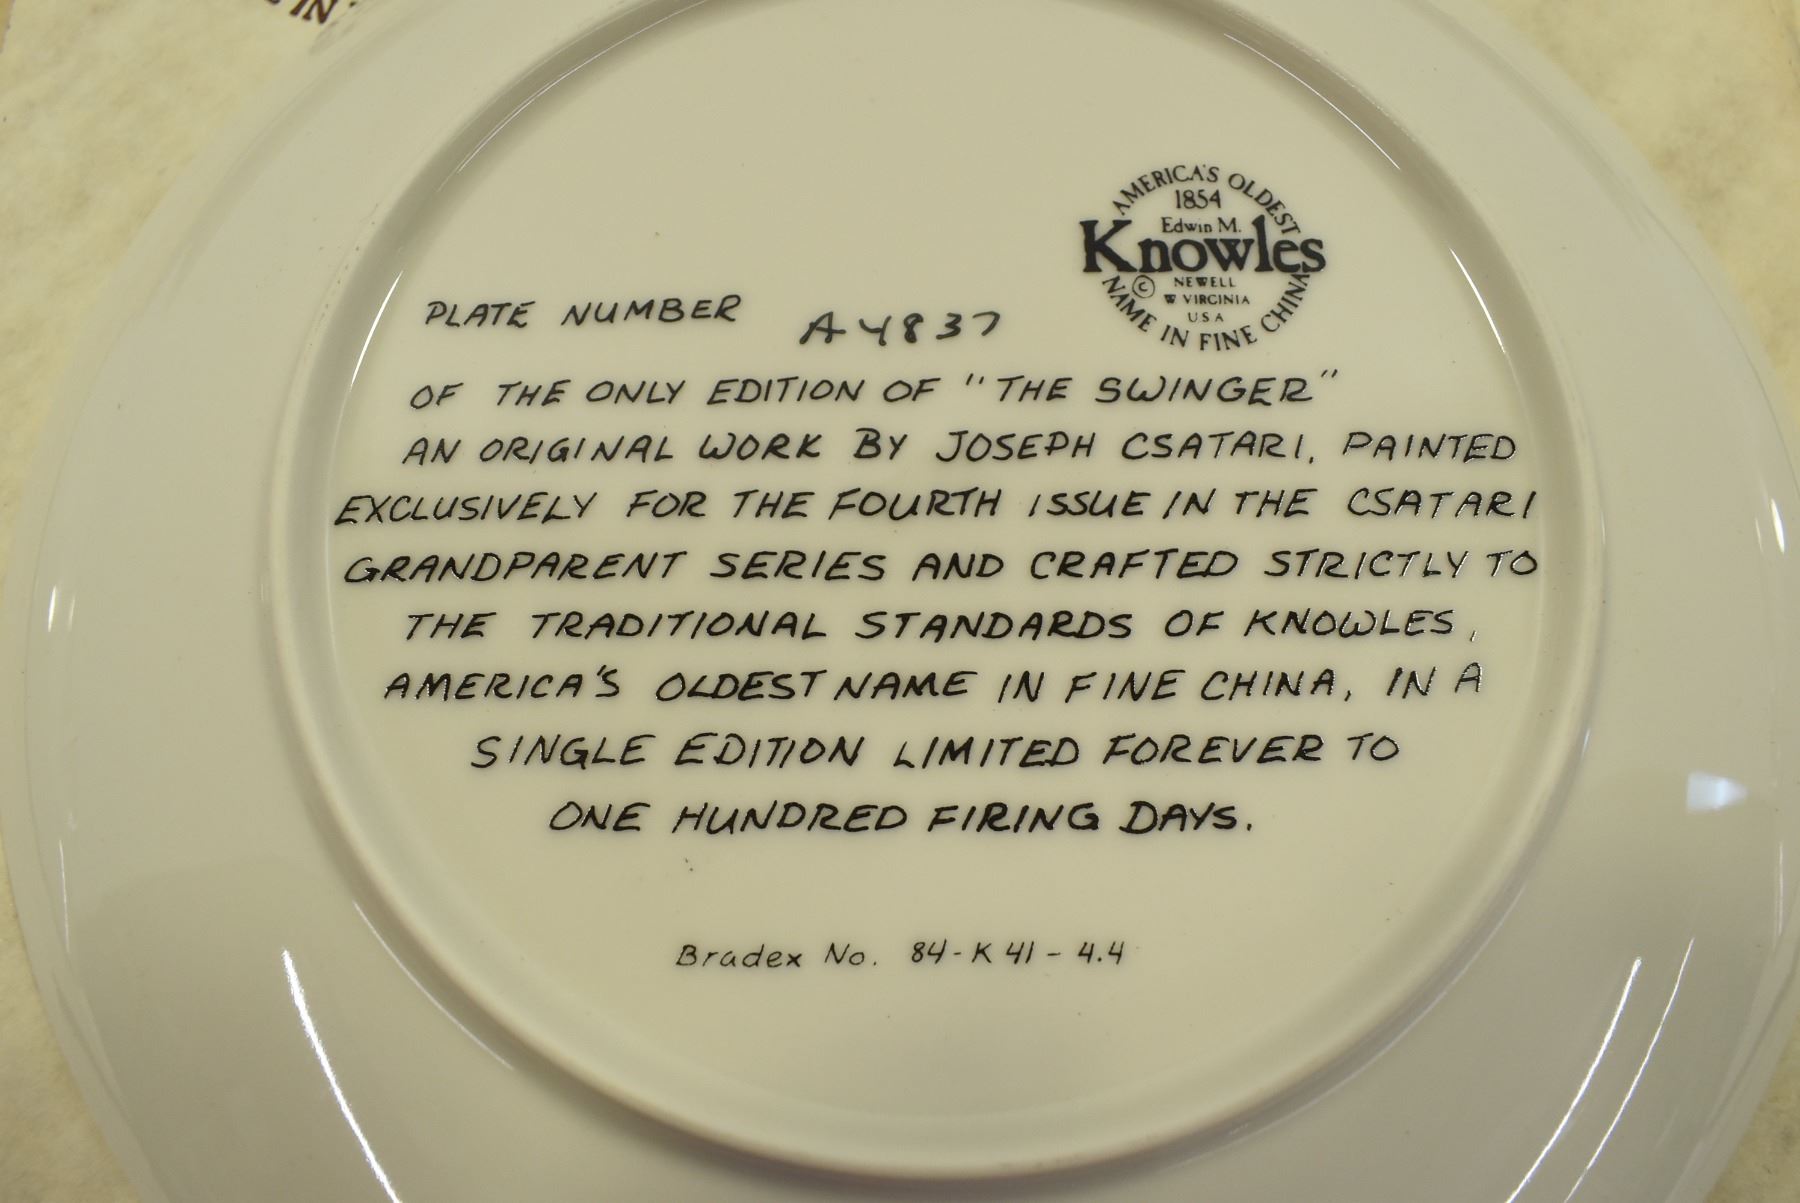 AMERICA'S OLDEST
1854
Edwin M.
Knowles
© NEWELL
W VIRGINIA
USA
NAME IN FINE CHINA
PLATE NUMBER A4837
OF THE ONLY EDITION OF "THE SWINGER"
AN ORIGINAL WORK BY JOSEPH CSATARI, PAINTED
EXCLUSIVELY FOR THE FOURTH ISSUE IN THE CSATARI
GRANDPARENT SERIES AND CRAFTED STRICTLY TO
THE TRADITIONAL STANDARDS OF KNOWLES,
AMERICA'S OLDEST NAME IN FINE CHINA, IN A
SINGLE EDITION LIMITED FOREVER TO
ONE HUNDRED FIRING DAYS.
Bradex No. 84-K41-4.4